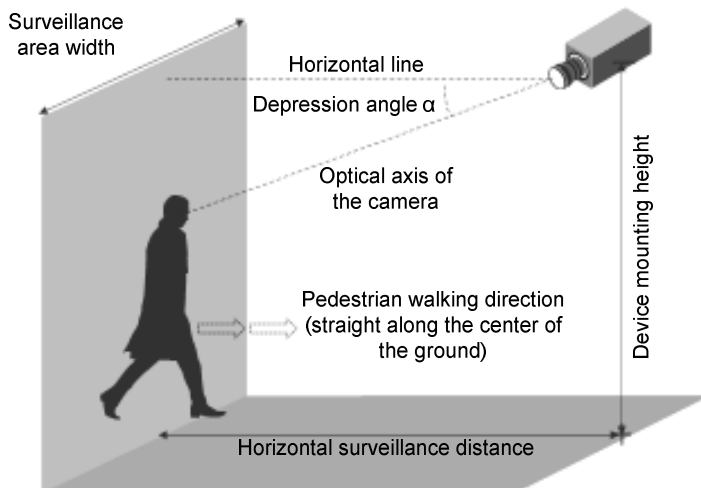 Surveillance
area width
Horizontal line
Depression angle α
Optical axis of
the camera
Device mounting height
Pedestrian walking direction
(straight along the center of
the ground)
Horizontal surveillance distance